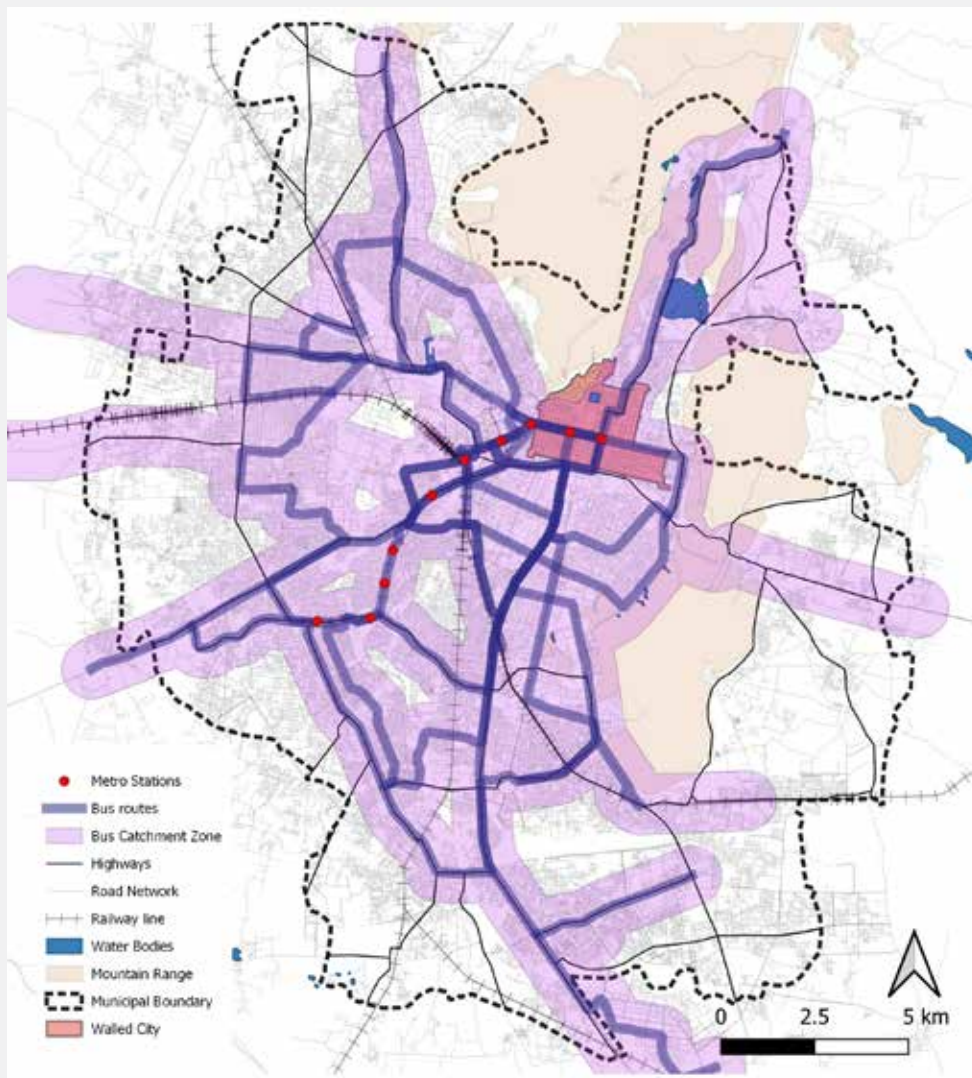 Metro Stations
Bus routes
Bus Catchment Zone
Highways
Road Network
Railway line
Water Bodies
Mountain Range
Municipal Boundary
Walled City
0 2.5 5 km